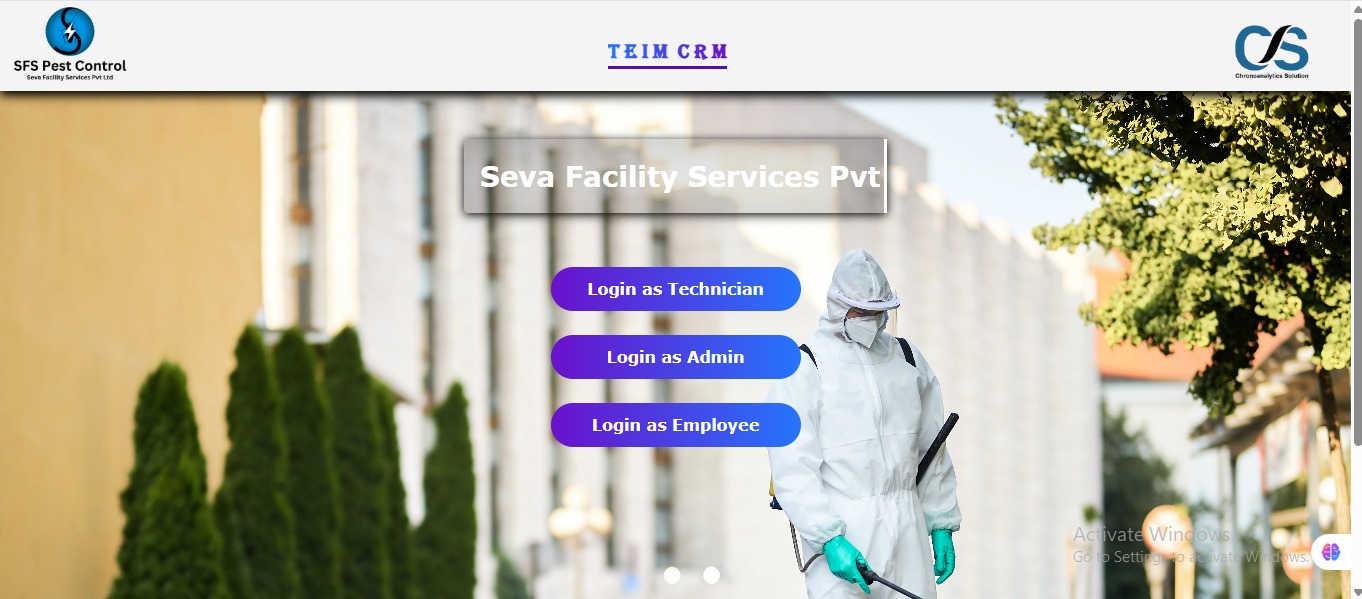 SFS Pest Control
Seva Facility Services Pvt Ltd
TEIM CRM
CS
Chronoanalytics Solution
Seva Facility Services Pvt
Login as Technician
Login as Admin
Login as Employee
Activate Windows
Go to Settings to activate Windows.